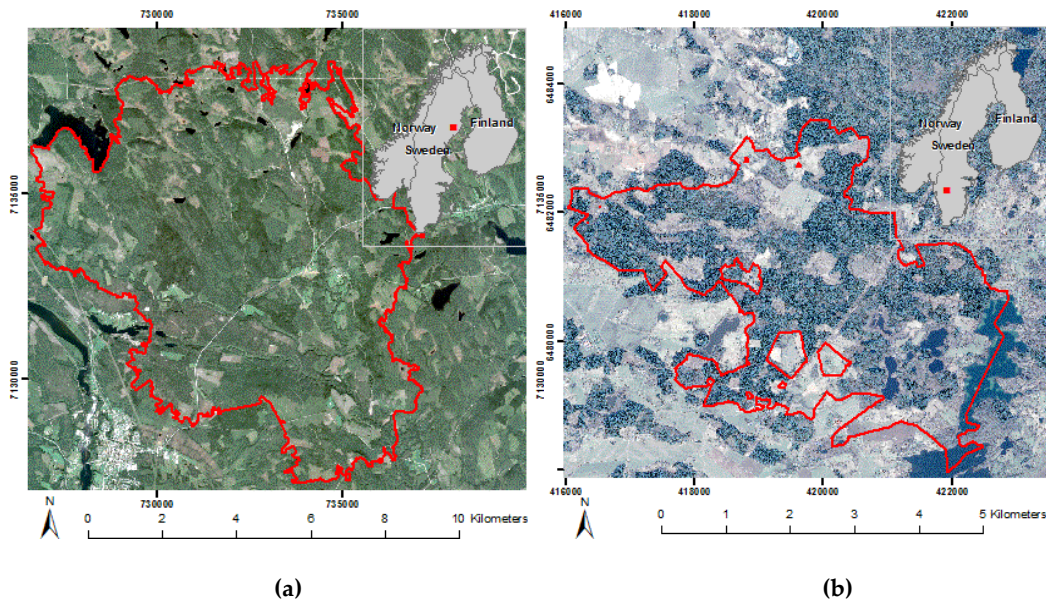 730000 735000
416000 418000 420000 422000
7136000
7130000
Norway
Sweden
Finland
6484000
6482000
6480000
7136000
7130000
Norway
Sweden
Finland
730000 735000
416000 418000 420000 422000
N
0 2 4 6 8 10 Kilometers
N
0 1 2 3 4 5 Kilometers
(a)
(b)